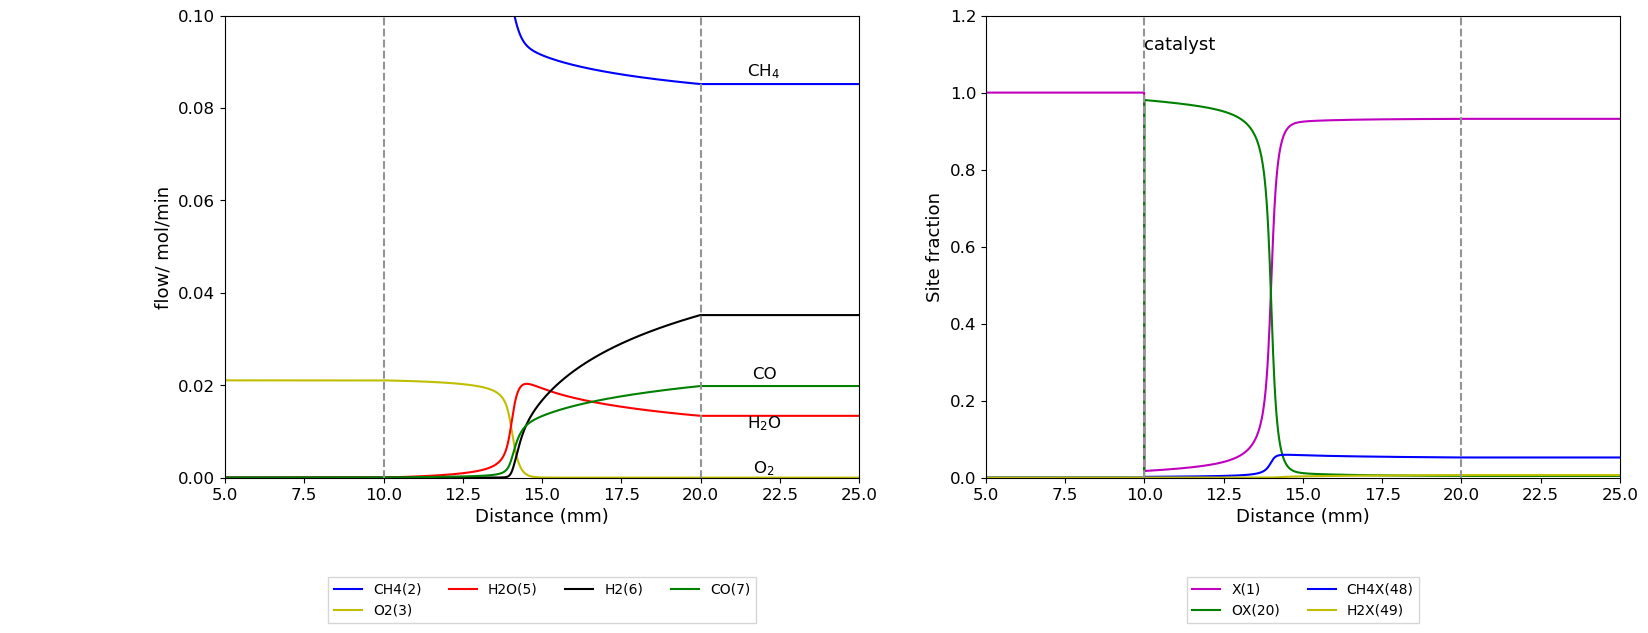 0.10
0.08
0.06
0.04
0.02
0.00
flow/ mol/min
CH₄
CO
H₂O
O₂
5.0 7.5 10.0 12.5 15.0 17.5 20.0 22.5 25.0
Distance (mm)
CH4(2) H2O(5) H2(6) CO(7)
O2(3)
1.2
1.0
0.8
0.6
0.4
0.2
0.0
Site fraction
catalyst
5.0 7.5 10.0 12.5 15.0 17.5 20.0 22.5 25.0
Distance (mm)
X(1) CH4X(48)
OX(20) H2X(49)